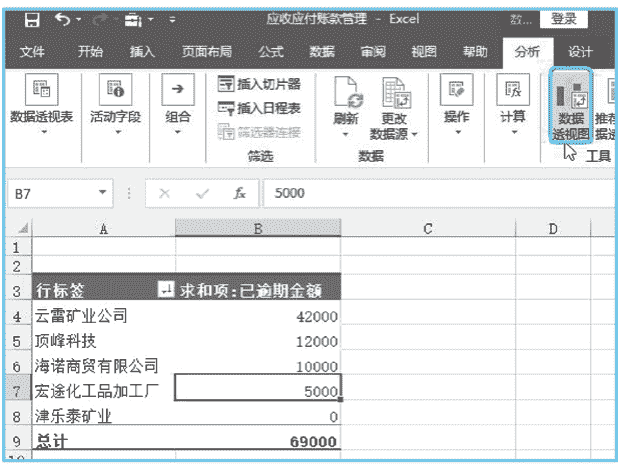 应收应付账款管理 - Excel
数... 登录
文件 开始 插入 页面布局 公式 数据 审阅 视图 帮助 分析 设计
数据透视表 活动字段 组合 插入切片器 插入日程表 筛选器连接 筛选 刷新 更改 数据源 数据 操作 计算 数据 透视图 推荐 工具
B7 fx 5000
A B C D
1
2
3 行标签 求和项:已逾期金额
4 云雷矿业公司 42000
5 顶峰科技 12000
6 海诺商贸有限公司 10000
7 宏途化工品加工厂 5000
8 津乐泰矿业 0
9 总计 69000